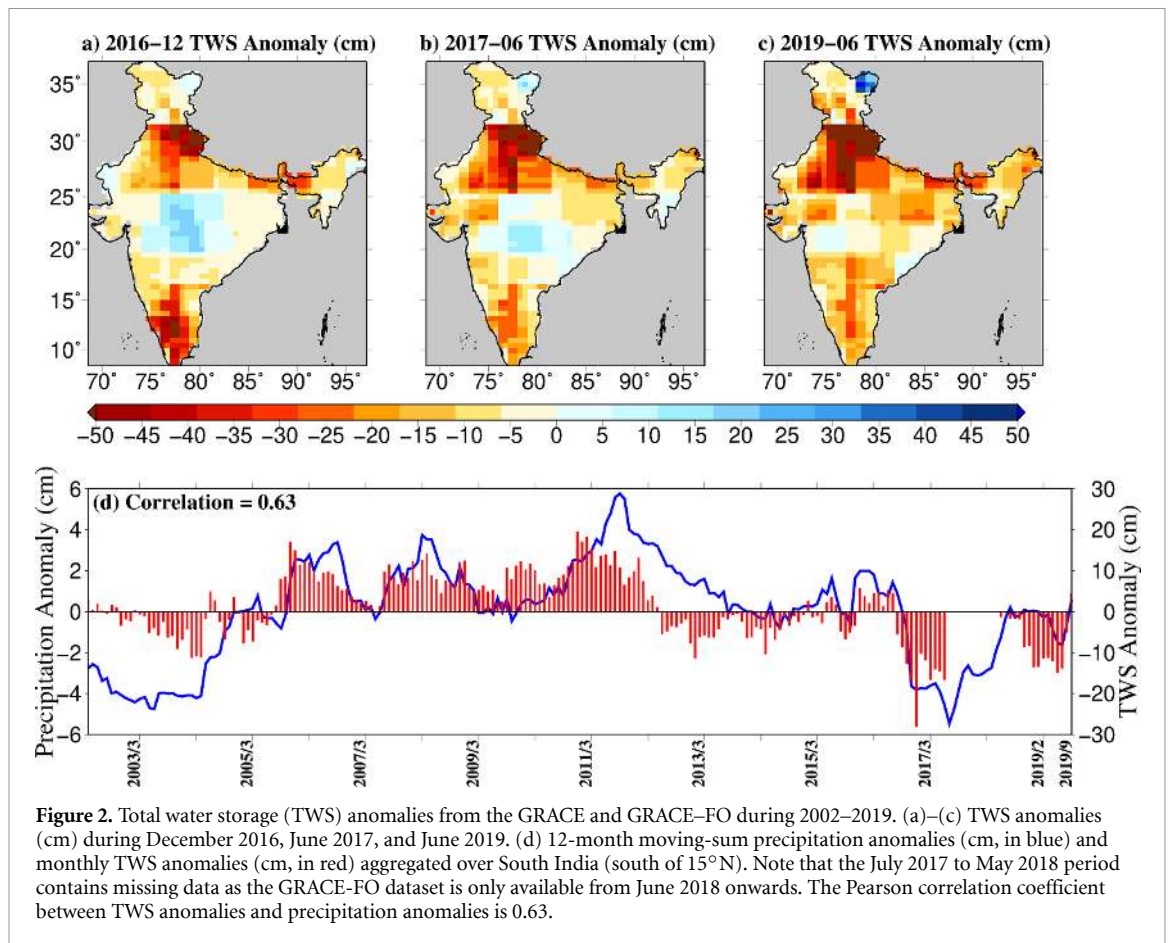 a) 2016−12 TWS Anomaly (cm) b) 2017−06 TWS Anomaly (cm) c) 2019−06 TWS Anomaly (cm)
35˚
30˚
25˚
20˚
15˚
10˚
70˚ 75˚ 80˚ 85˚ 90˚ 95˚ 70˚ 75˚ 80˚ 85˚ 90˚ 95˚ 70˚ 75˚ 80˚ 85˚ 90˚ 95˚
−50 −45 −40 −35 −30 −25 −20 −15 −10 −5 0 5 10 15 20 25 30 35 40 45 50
Precipitation Anomaly (cm)
6
4
2
0
−2
−4
−6
(d) Correlation = 0.63
30
20
10
0
−10
−20
−30
TWS Anomaly (cm)
2003/3 2005/3 2007/3 2009/3 2011/3 2013/3 2015/3 2017/3 2019/2 2019/9
Figure 2. Total water storage (TWS) anomalies from the GRACE and GRACE–FO during 2002–2019. (a)–(c) TWS anomalies
(cm) during December 2016, June 2017, and June 2019. (d) 12-month moving-sum precipitation anomalies (cm, in blue) and
monthly TWS anomalies (cm, in red) aggregated over South India (south of 15°N). Note that the July 2017 to May 2018 period
contains missing data as the GRACE-FO dataset is only available from June 2018 onwards. The Pearson correlation coefficient
between TWS anomalies and precipitation anomalies is 0.63.